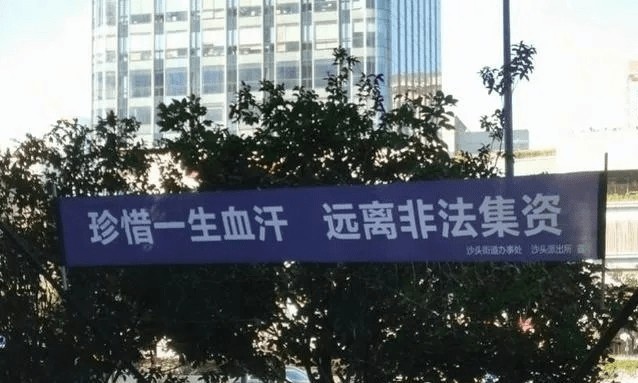 珍惜一生血汗 远离非法集资
沙头街道办事处 沙头派出所